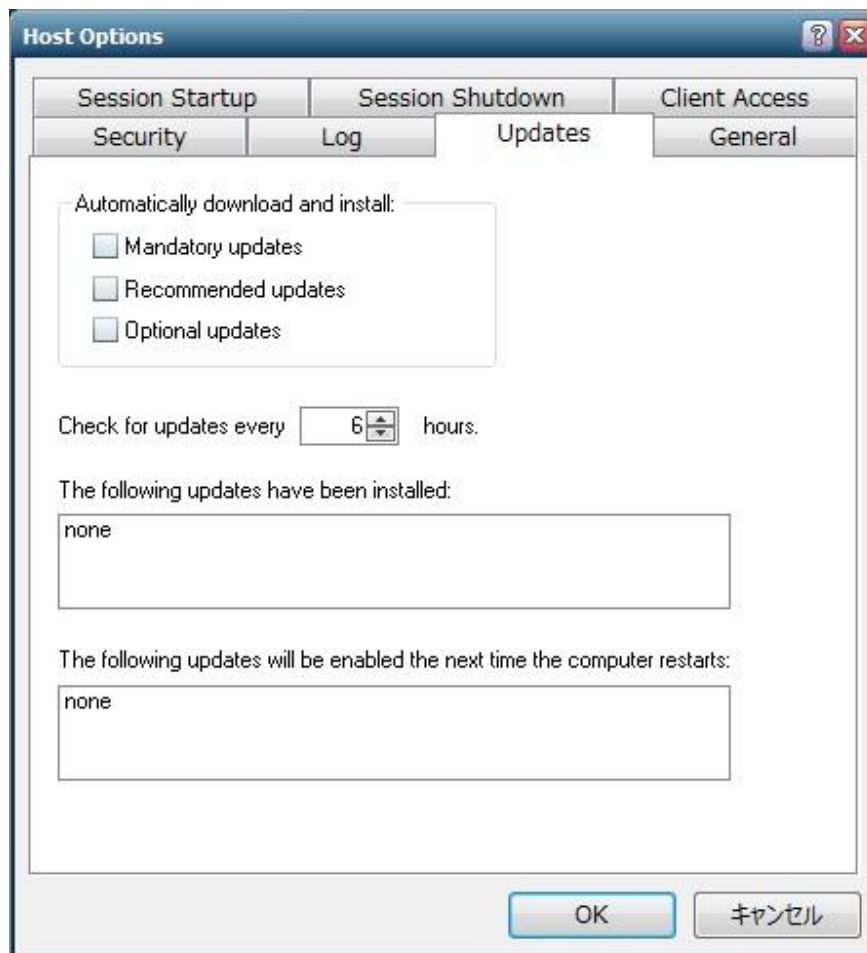 Host Options
Session Startup Session Shutdown Client Access
Security Log Updates General
Automatically download and install:
Mandatory updates
Recommended updates
Optional updates
Check for updates every 6 hours.
The following updates have been installed:
none
The following updates will be enabled the next time the computer restarts:
none
OK キャンセル